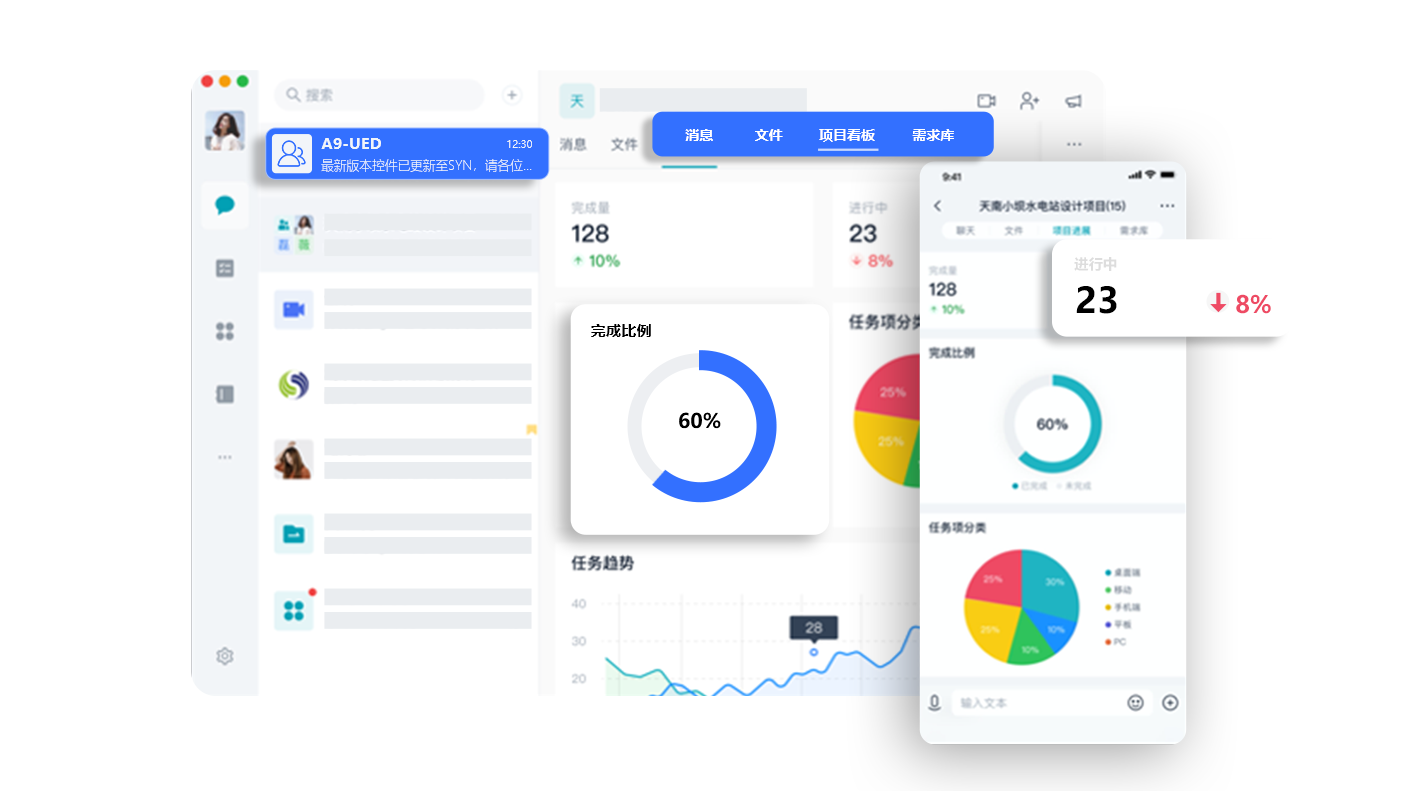 搜索
A9-UED
12:30
最新版本控件已更新至SYN，请各位...
磊
薇
天
消息
文件
消息
文件
项目看板
需求库
完成量
128
10%
进行中
23
8%
完成比例
60%
任务项分类
25%
25%
任务趋势
40
30
20
28
9:41
天南小坝水电站设计项目(15)
聊天
文件
项目进展
需求库
完成量
128
10%
进行中
23
8%
完成比例
60%
已完成
未完成
任务项分类
25%
30%
25%
10%
10%
桌面端
移动
手机端
平板
PC
输入文本